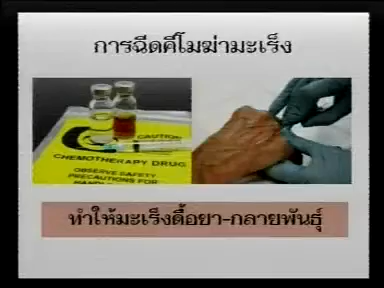 การฉีดคีโมฆ่ามะเร็ง
CAUTION
CHEMOTHERAPY DRUG
OBSERVE SAFETY
PRECAUTIONS FOR
ทำให้มะเร็งดื้อยา-กลายพันธุ์